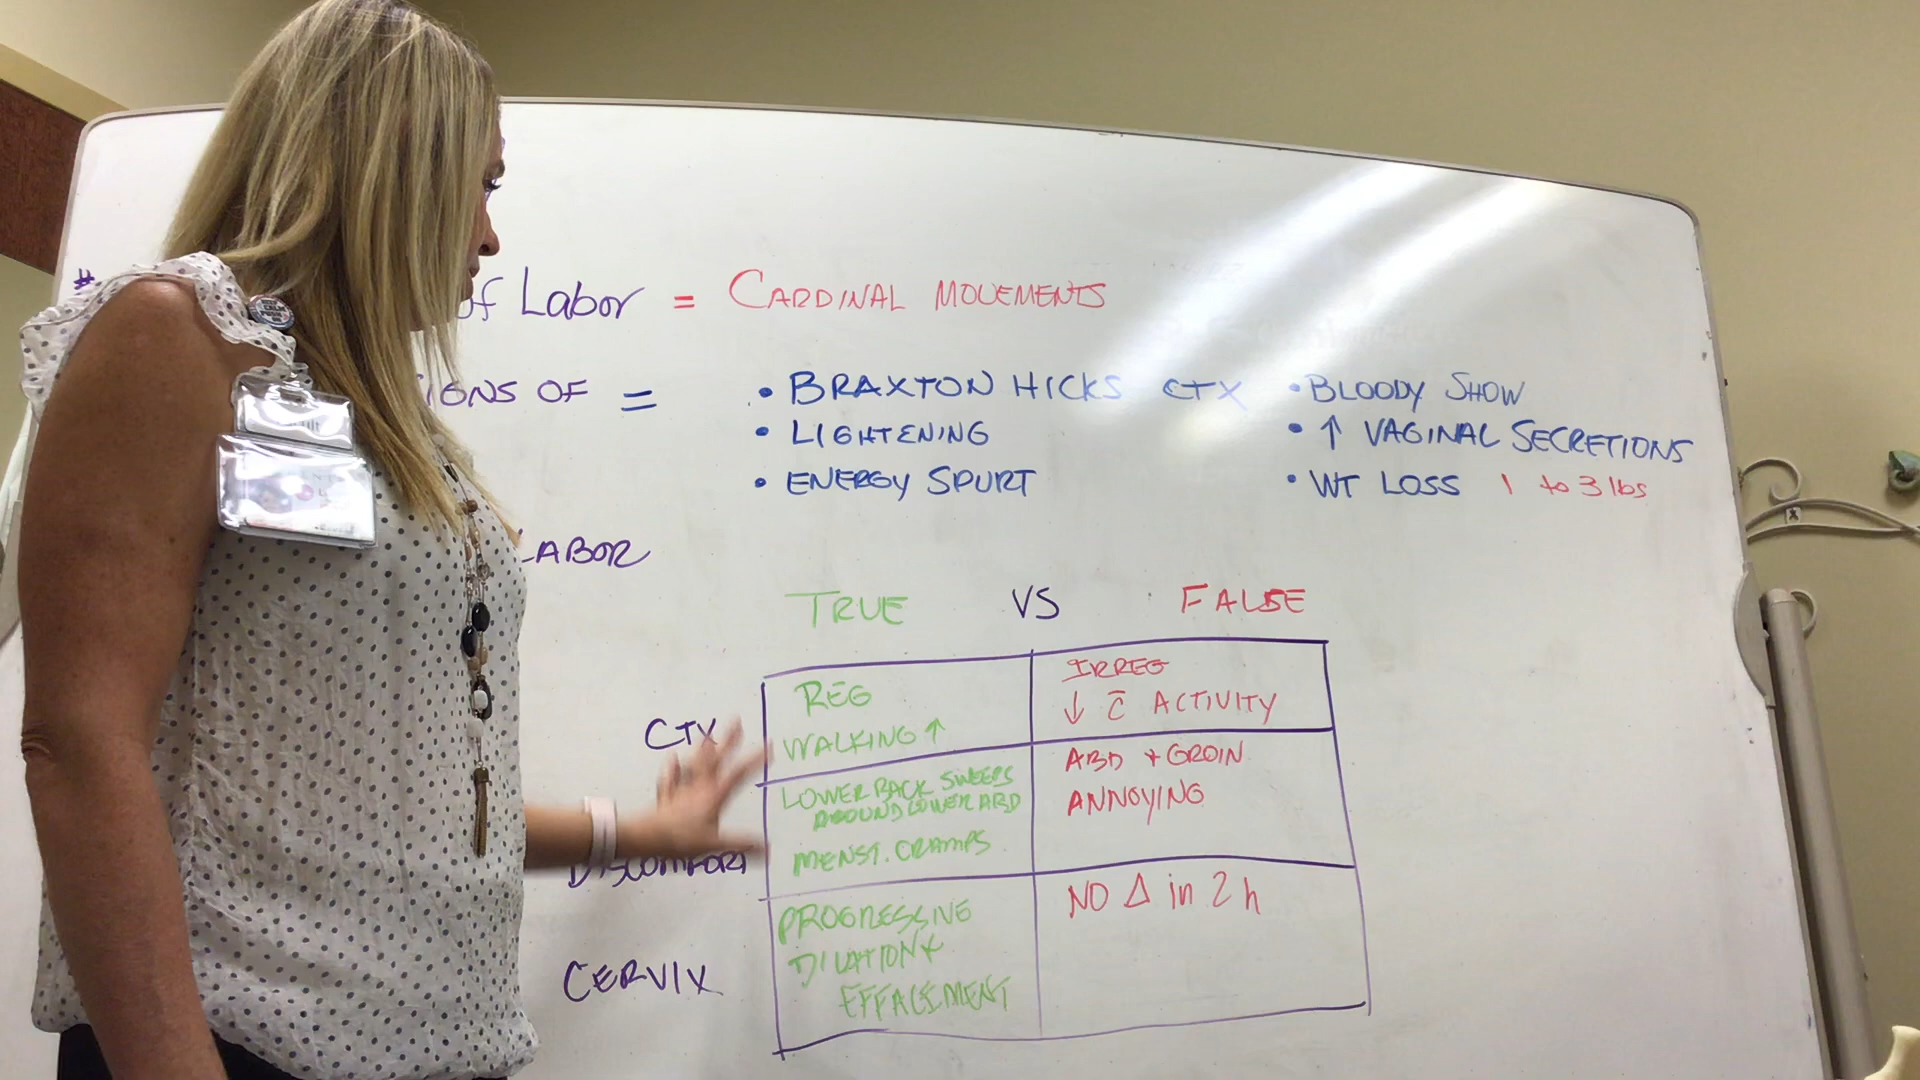 #
of Labor = CARDINAL MOVEMENTS
IGNS OF = • BRAXTON HICKS CTX • BLOODY SHOW
• LIGHTENING • ↑ VAGINAL SECRETIONS
• ENERGY SPURT • WT LOSS 1 to 3 lbs
LABOR
TRUE VS FALSE
CTX
REG
WALKING ↑
IRREG
↓ c̄ ACTIVITY
DISCOMFORT
LOWER BACK SWEEPS
AROUND LOWER ABD
MENST. CRAMPS
ABD + GROIN
ANNOYING
CERVIX
PROGRESSIVE
DILATION +
EFFACEMENT
NO Δ in 2 h